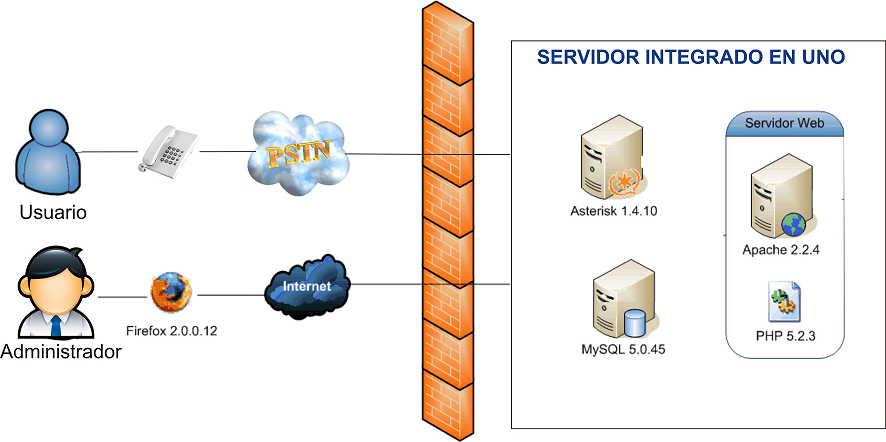 SERVIDOR INTEGRADO EN UNO
Servidor Web
PSTN
Usuario
Asterisk 1.4.10
Apache 2.2.4
Internet
Firefox 2.0.0.12
Administrador
MySQL 5.0.45
PHP 5.2.3